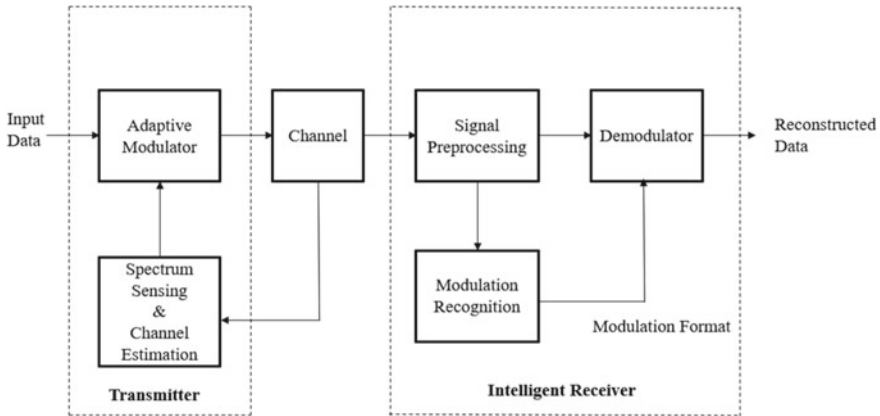 Input
Data
Adaptive
Modulator
Channel
Signal
Preprocessing
Demodulator
Reconstructed
Data
Spectrum
Sensing
&
Channel
Estimation
Modulation
Recognition
Modulation Format
Transmitter
Intelligent Receiver